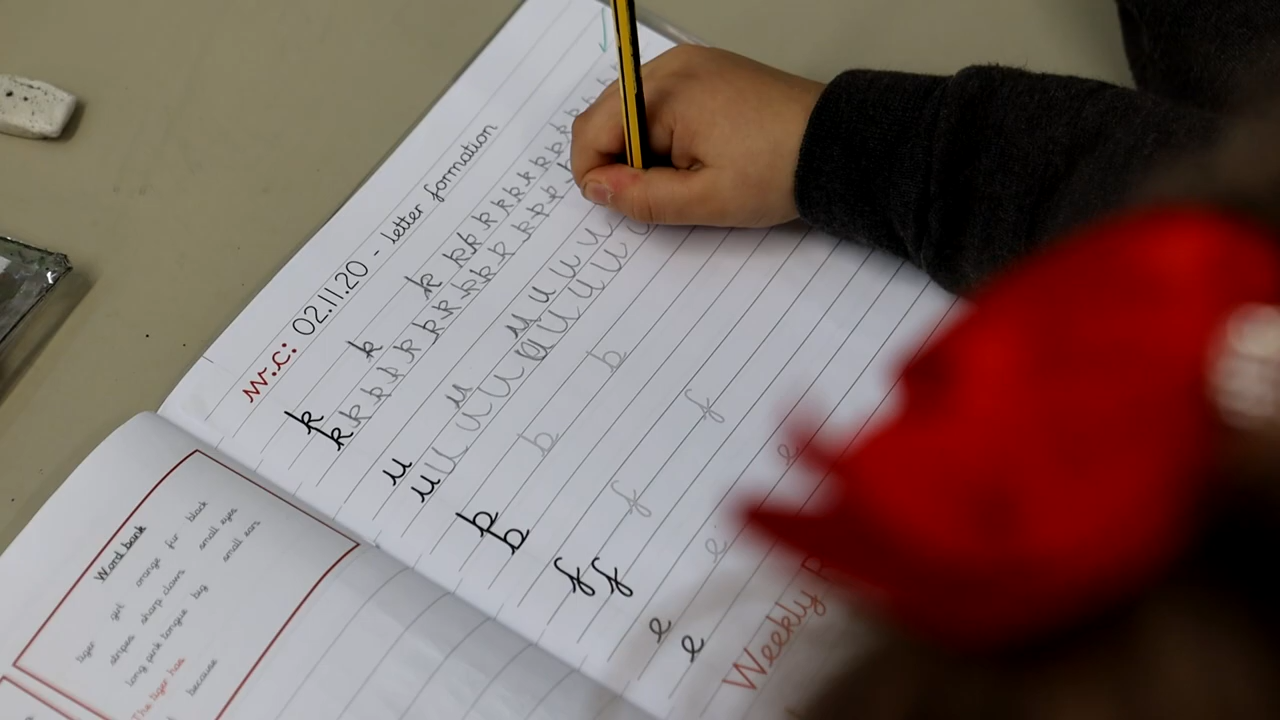 w.c: 02.11.20 - letter formation
k k k k k k k k k k k k k
k k k k k k k k k k k k k
u u u u u u
u u u u u u u u u
b b b
b
f f f
f
e e e
e
Weekly
Word bank
tiger girl orange fur black
stripes sharp claws small eyes
long pink tongue big small ears
The tiger has
because